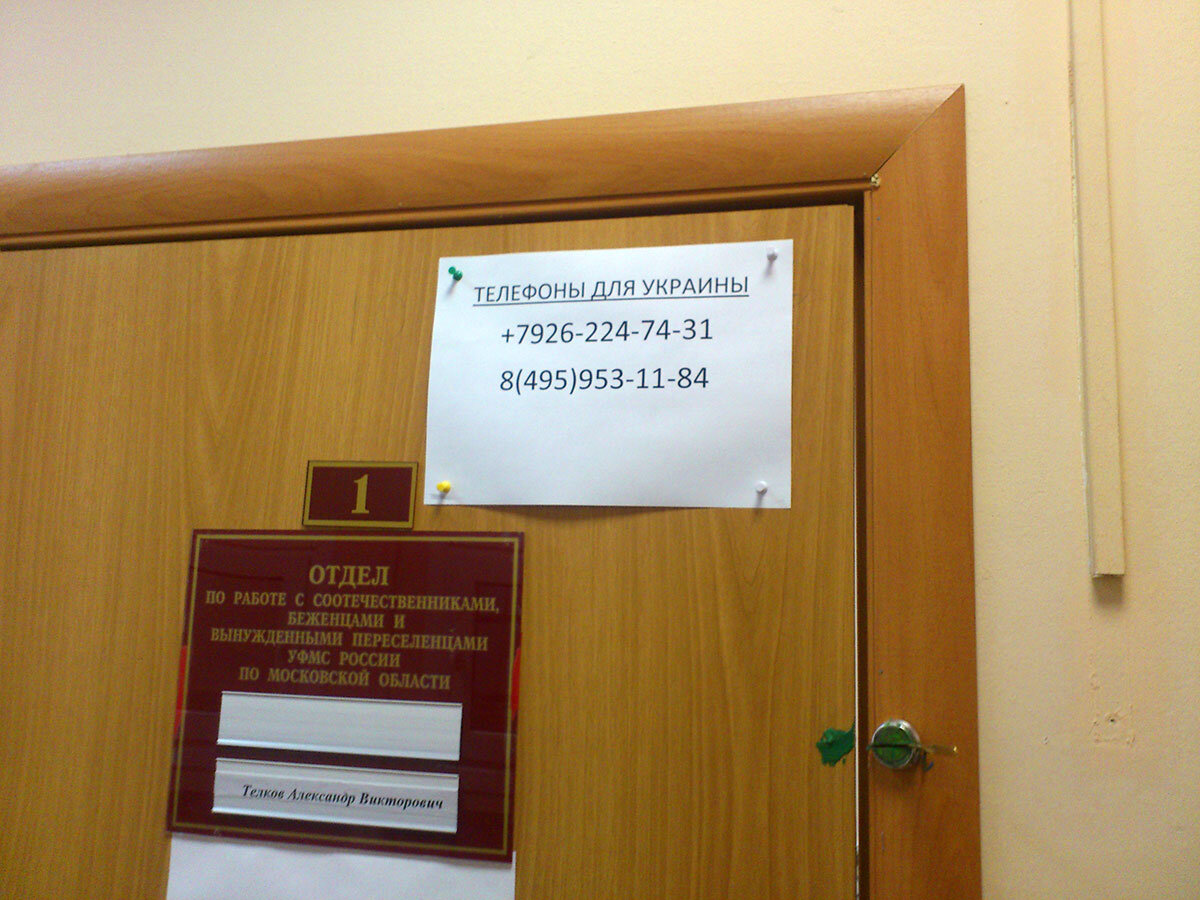 ТЕЛЕФОНЫ ДЛЯ УКРАИНЫ
+7926-224-74-31
8(495)953-11-84
1
ОТДЕЛ
ПО РАБОТЕ С СООТЕЧЕСТВЕННИКАМИ,
БЕЖЕНЦАМИ И
ВЫНУЖДЕННЫМИ ПЕРЕСЕЛЕНЦАМИ
УФМС РОССИИ
ПО МОСКОВСКОЙ ОБЛАСТИ
Телков Александр Викторович